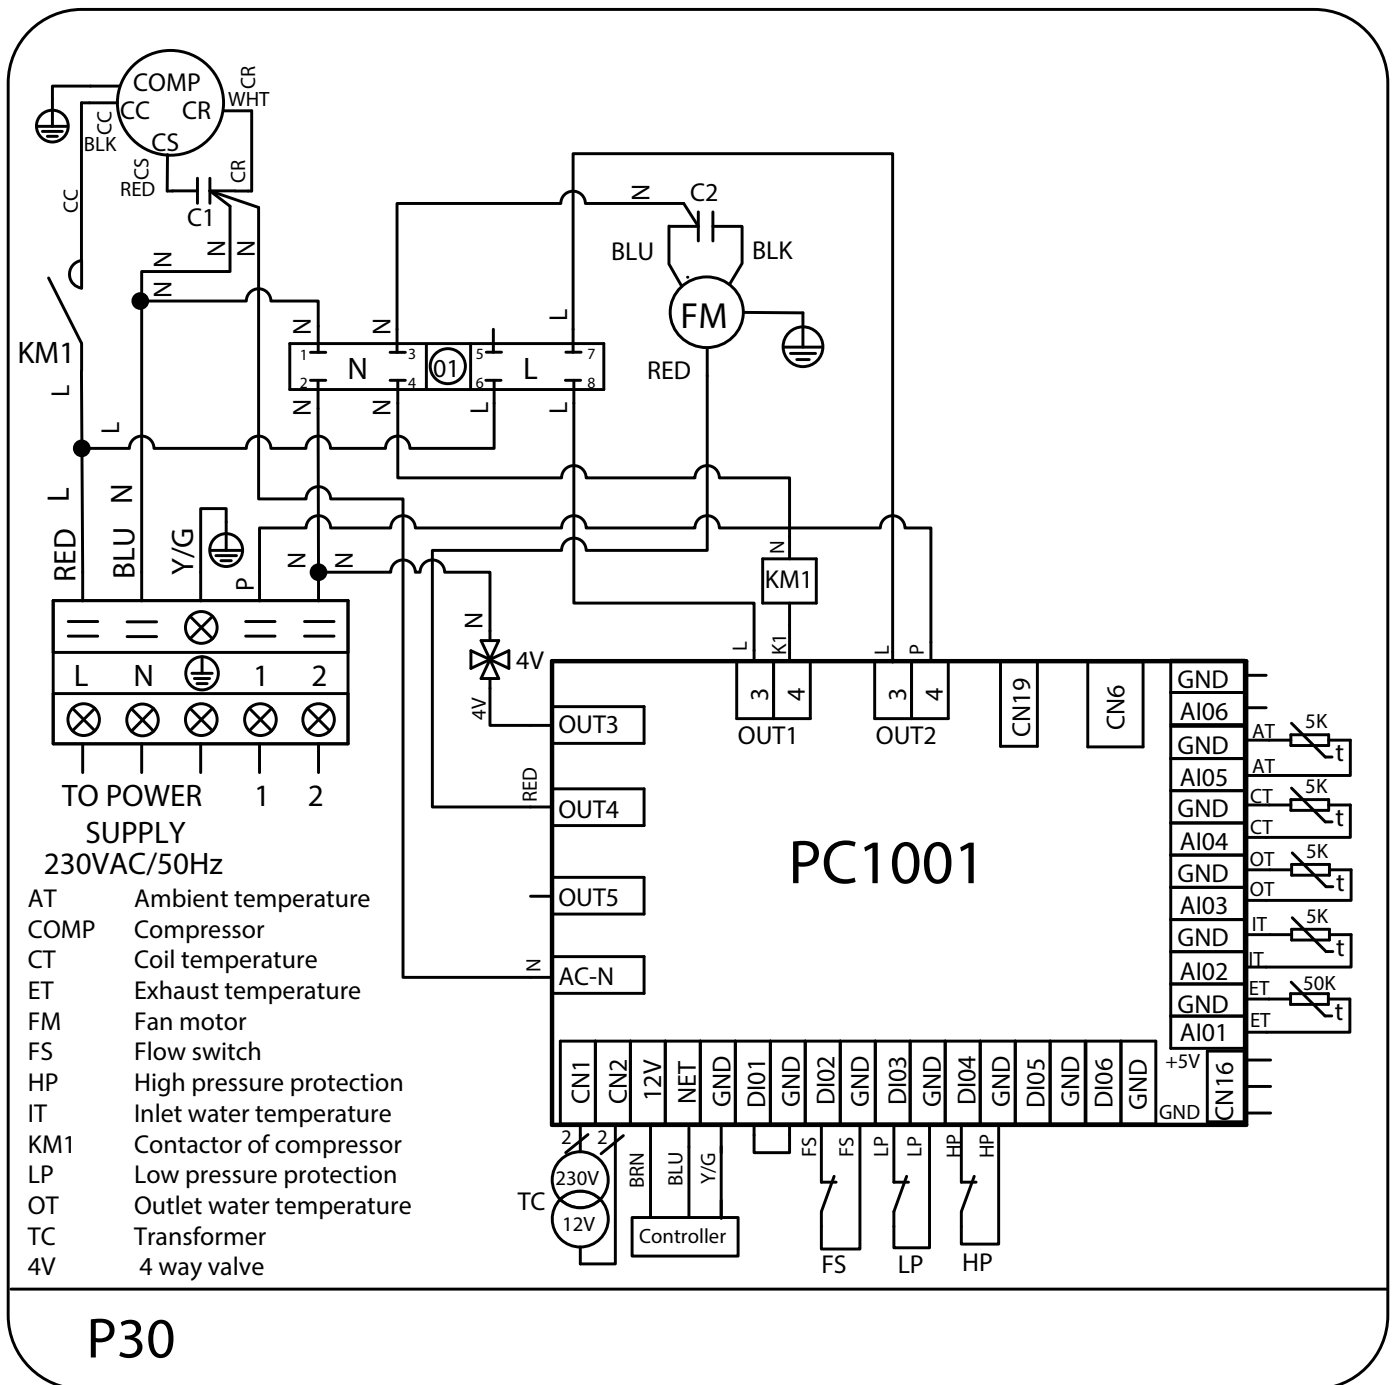 COMP
CC
CR
CS
CR
WHT
CC
BLK
CS
RED
CR
C1
CC
N
N
N
N
KM1
L
L
L
N
RED
BLU
Y/G
P
N
N
N
C2
BLU
BLK
FM
RED
L
N
N
1
N
3
01
5
L
7
2
4
6
8
N
N
L
L
N
KM1
L
K1
L
P
N
4V
4V
L
N
1
2
TO POWER
1
2
SUPPLY
230VAC/50Hz
RED
N
OUT3
OUT4
OUT5
AC-N
3
4
OUT1
3
4
OUT2
CN19
CN6
PC1001
GND
AI06
GND
AI05
GND
AI04
GND
AI03
GND
AI02
GND
AI01
AT
5K
t
AT
CT
5K
t
CT
OT
5K
t
OT
IT
5K
t
IT
ET
50K
t
ET
+5V
CN16
GND
CN1
CN2
12V
NET
GND
DI01
GND
DI02
GND
DI03
GND
DI04
GND
DI05
GND
DI06
GND
2
2
TC
230V
12V
BRN
BLU
Y/G
Controller
FS
FS
FS
LP
LP
LP
HP
HP
HP
AT Ambient temperature
COMP Compressor
CT Coil temperature
ET Exhaust temperature
FM Fan motor
FS Flow switch
HP High pressure protection
IT Inlet water temperature
KM1 Contactor of compressor
LP Low pressure protection
OT Outlet water temperature
TC Transformer
4V 4 way valve
P30